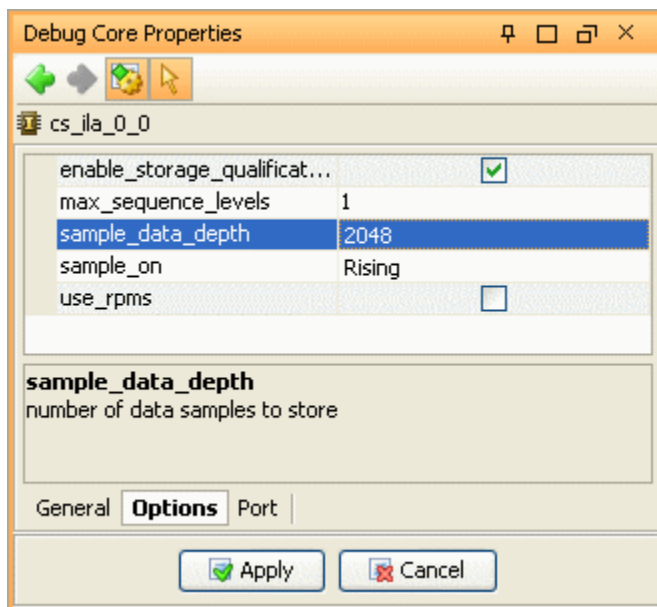 Debug Core Properties
cs_ila_0_0
enable_storage_qualificat...
max_sequence_levels 1
sample_data_depth 2048
sample_on Rising
use_rpms
sample_data_depth
number of data samples to store
General Options Port
Apply Cancel